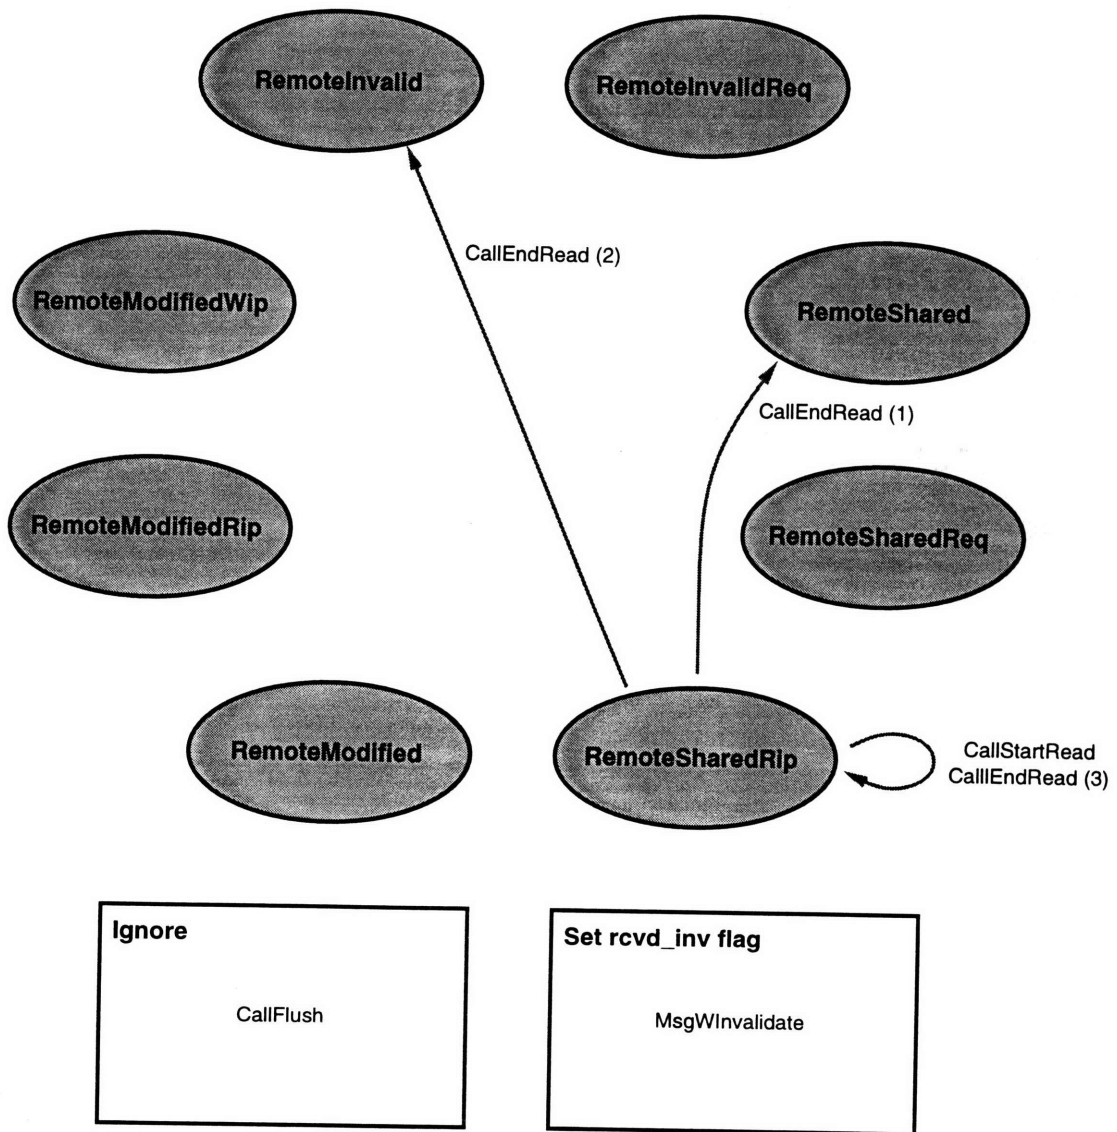 RemoteInvalid
RemoteInvalidReq
CallEndRead (2)
RemoteModifiedWip
RemoteShared
CallEndRead (1)
RemoteModifiedRip
RemoteSharedReq
RemoteModified
RemoteSharedRip
CallStartRead
CalllEndRead (3)
Ignore
CallFlush
Set rcvd_inv flag
MsgWInvalidate